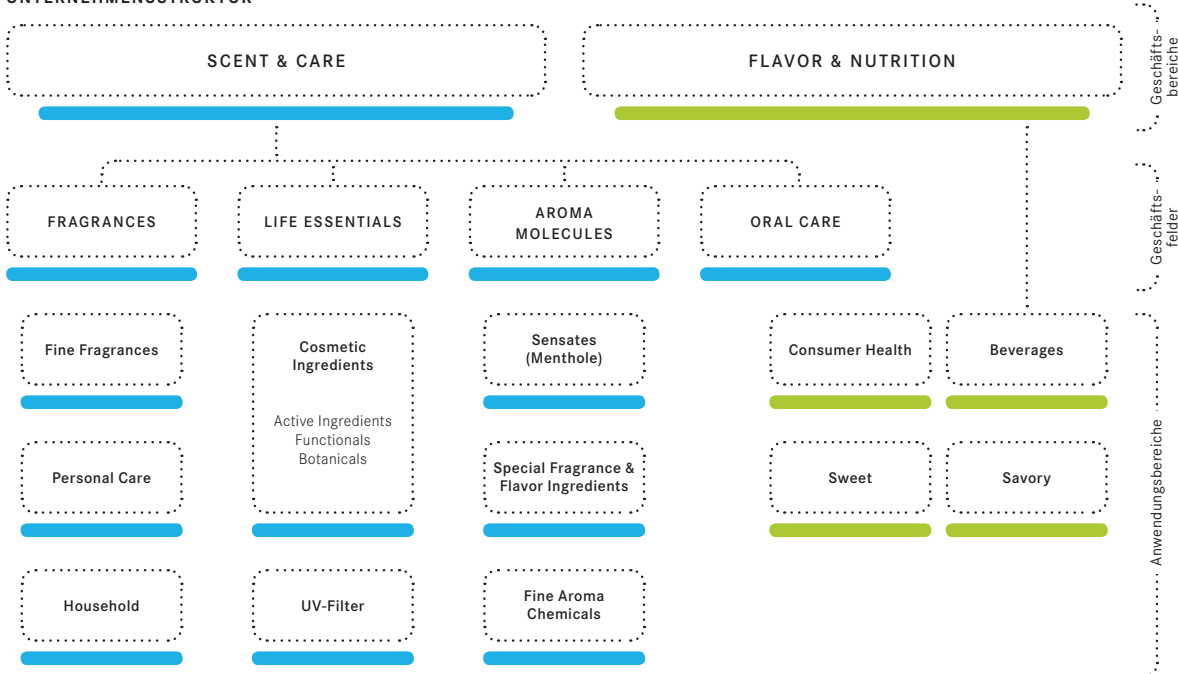 UNTERNEHMENSSTRUKTUR
SCENT & CARE
FLAVOR & NUTRITION
Geschäfts-
bereiche
FRAGRANCES
LIFE ESSENTIALS
AROMA
MOLECULES
ORAL CARE
Geschäfts-
felder
Fine Fragrances
Cosmetic
Ingredients
Active Ingredients
Functionals
Botanicals
Sensates
(Menthole)
Consumer Health
Beverages
Personal Care
Special Fragrance &
Flavor Ingredients
Sweet
Savory
Anwendungsbereiche
Household
UV-Filter
Fine Aroma
Chemicals